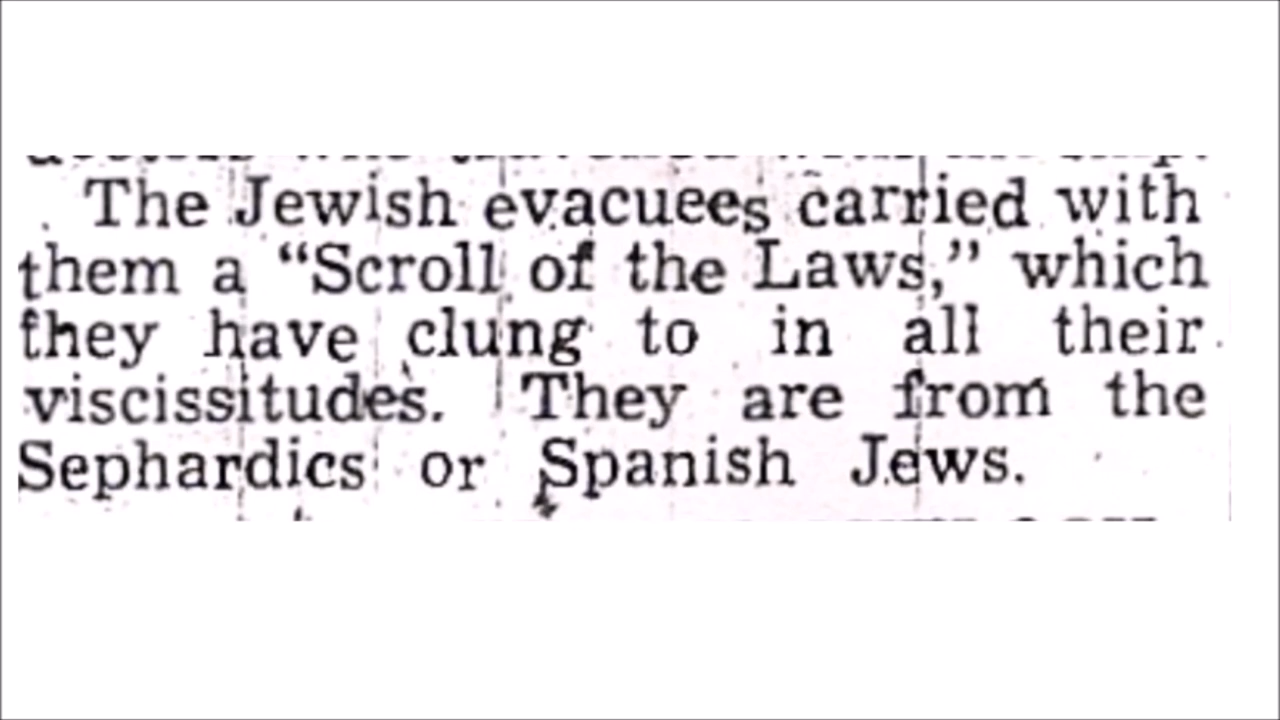 The Jewish evacuees carried with
them a “Scroll of the Laws,” which
they have clung to in all their
viscissitudes. They are from the
Sephardics or Spanish Jews.